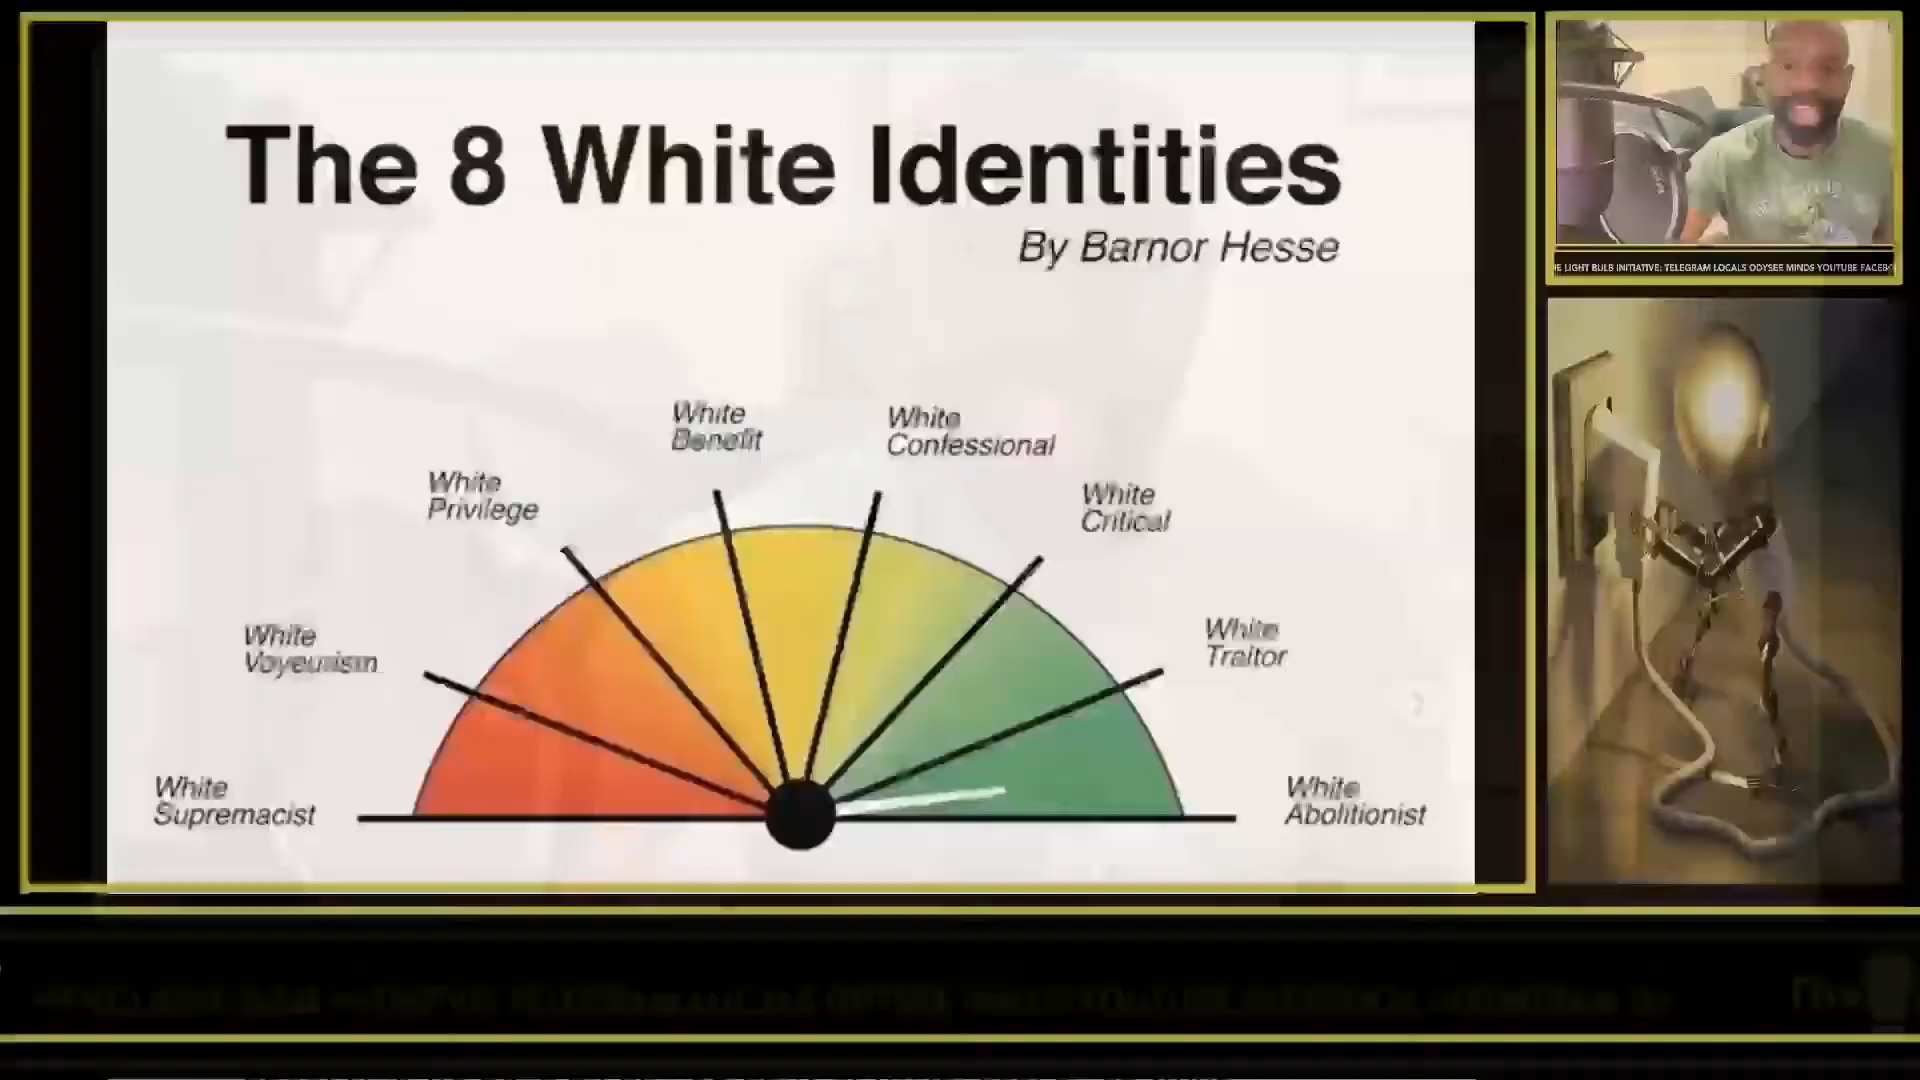 The 8 White Identities
By Barnor Hesse
White
Supremacist
White
Voyeurism
White
Privilege
White
Benefit
White
Confessional
White
Critical
White
Traitor
White
Abolitionist
LIGHT BULB INITIATIVE: TELEGRAM LOCALS ODYSEE MINDS YOUTUBE